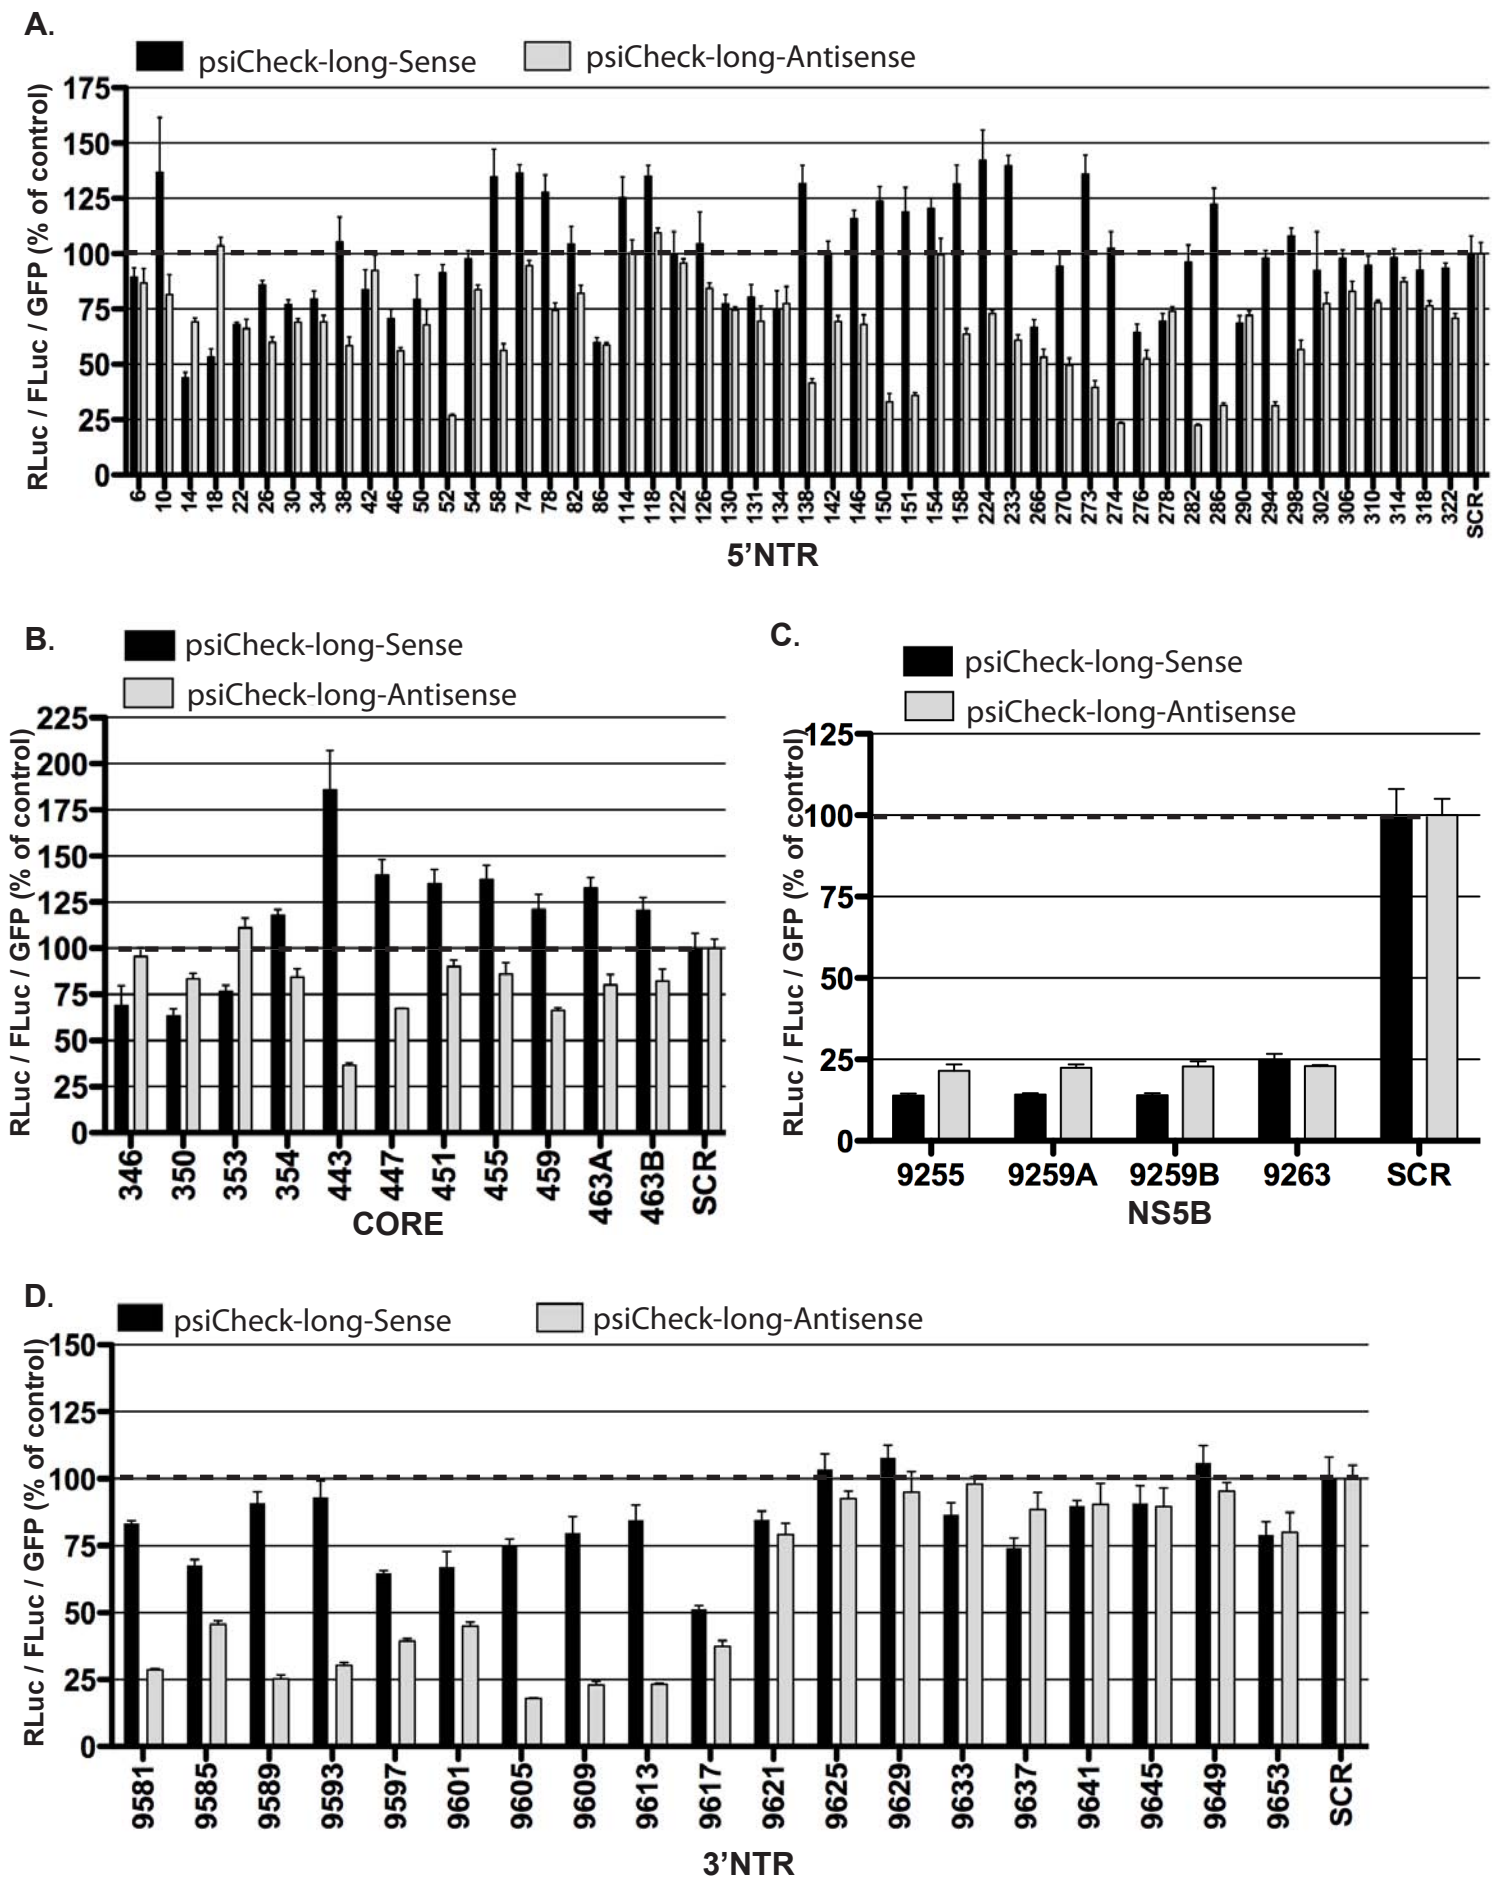 A.
psiCheck-long-Sense psiCheck-long-Antisense
RLuc / FLuc / GFP (% of control)
175
150
125
100
75
50
25
0
6 10 14 18 22 26 30 34 38 42 46 50 52 54 58 74 78 82 86 114 118 122 126 130 131 134 138 142 146 150 151 154 158 224 233 266 270 273 274 276 278 282 286 290 294 298 302 306 310 314 318 322 SCR
5’NTR
B.
psiCheck-long-Sense
psiCheck-long-Antisense
RLuc / FLuc / GFP (% of control)
225
200
175
150
125
100
75
50
25
0
346 350 353 354 443 447 451 455 459 463A 463B SCR
CORE
C.
psiCheck-long-Sense
psiCheck-long-Antisense
RLuc / FLuc / GFP (% of control)
125
100
75
50
25
0
9255 9259A 9259B 9263 SCR
NS5B
D.
psiCheck-long-Sense psiCheck-long-Antisense
RLuc / FLuc / GFP (% of control)
150
125
100
75
50
25
0
9581 9585 9589 9593 9597 9601 9605 9609 9613 9617 9621 9625 9629 9633 9637 9641 9645 9649 9653 SCR
3’NTR